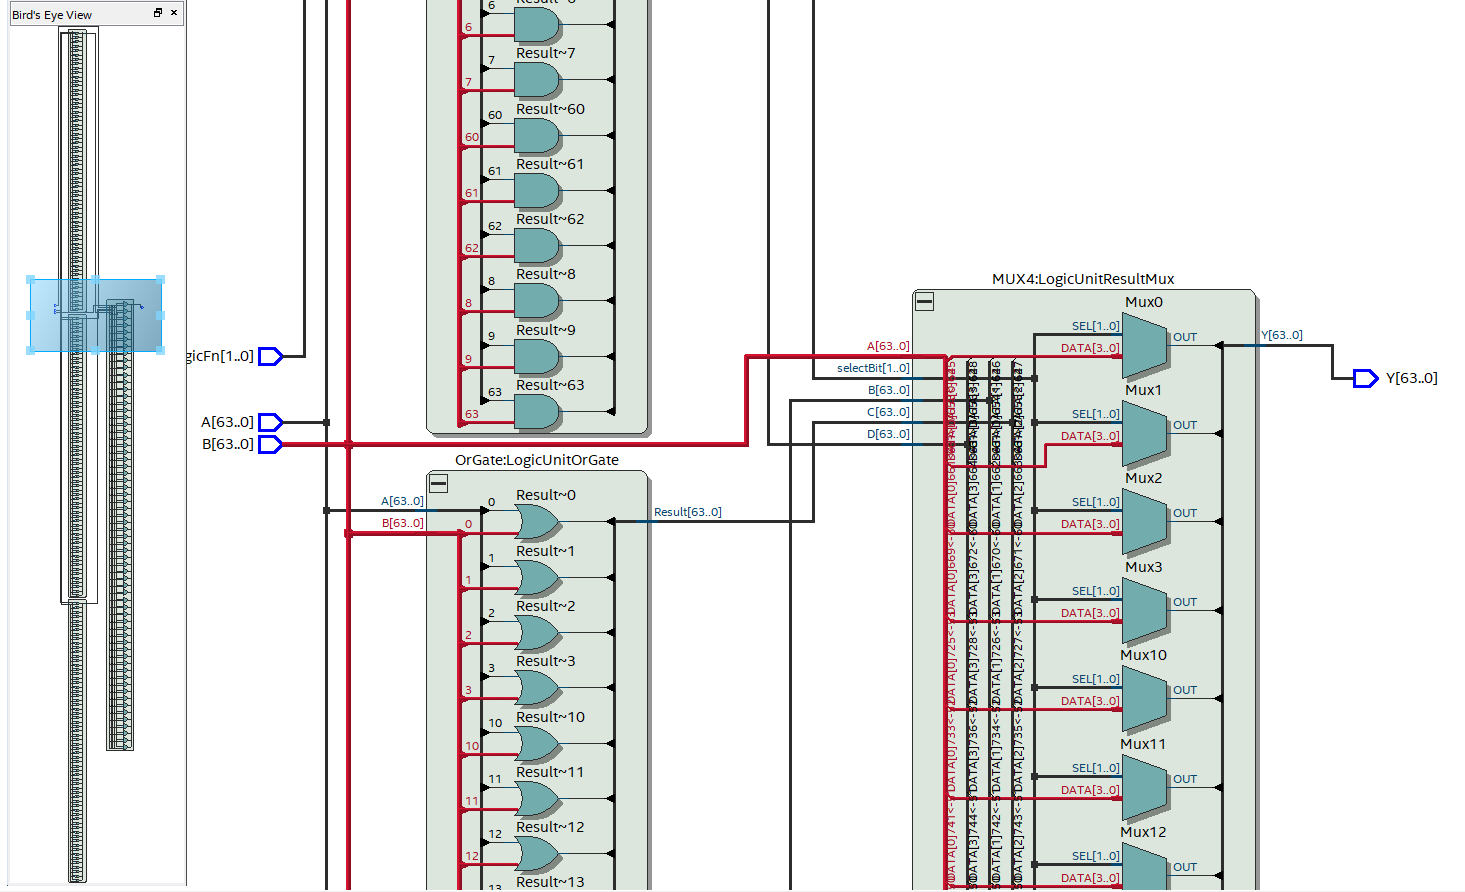 Bird's Eye View
6
6
Result~7
7
7
Result~60
60
60
Result~61
61
61
Result~62
62
62
Result~8
8
8
Result~9
9
9
Result~63
63
63
gicFn[1..0]
A[63..0]
B[63..0]
OrGate:LogicUnitOrGate
A[63..0]
B[63..0]
Result[63..0]
Result~0
0
0
Result~1
1
1
Result~2
2
2
Result~3
3
3
Result~10
10
10
Result~11
11
11
Result~12
12
12
Result~13
13
MUX4:LogicUnitResultMux
A[63..0]
selectBit[1..0]
B[63..0]
C[63..0]
D[63..0]
Mux0
SEL[1..0]
DATA[3..0]
OUT
Mux1
SEL[1..0]
DATA[3..0]
OUT
Mux2
SEL[1..0]
DATA[3..0]
OUT
Mux3
SEL[1..0]
DATA[3..0]
OUT
Mux10
SEL[1..0]
DATA[3..0]
OUT
Mux11
SEL[1..0]
DATA[3..0]
OUT
Mux12
SEL[1..0]
DATA[3..0]
OUT
Y[63..0]
Y[63..0]